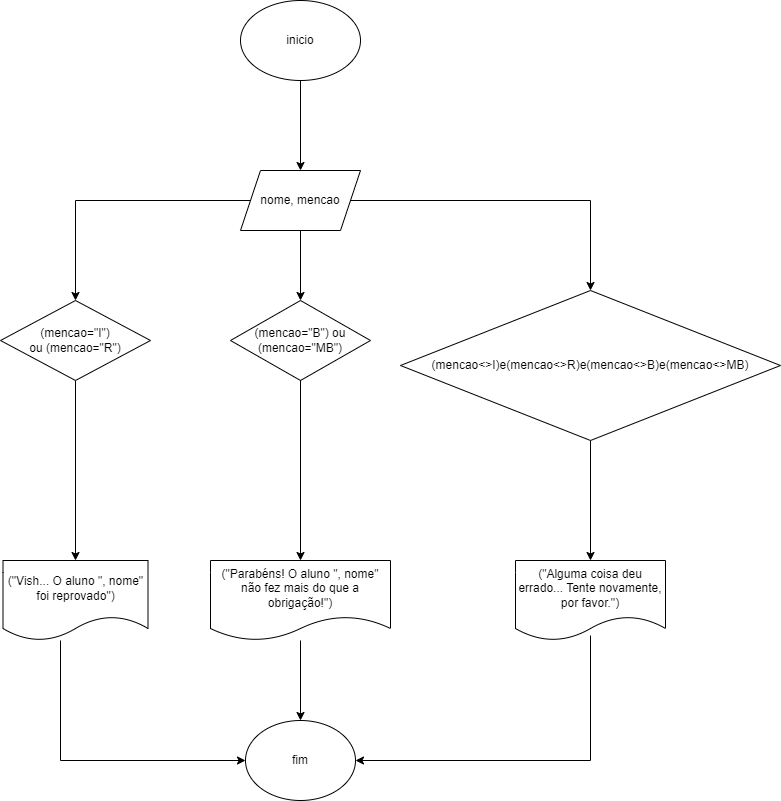 inicio
nome, mencao
(mencao="I")
ou (mencao="R")
(mencao="B") ou
(mencao="MB")
(mencao<>I)e(mencao<>R)e(mencao<>B)e(mencao<>MB)
("Vish... O aluno ", nome"
foi reprovado")
("Parabéns! O aluno ", nome"
não fez mais do que a
obrigação!")
("Alguma coisa deu
errado... Tente novamente,
por favor.")
fim